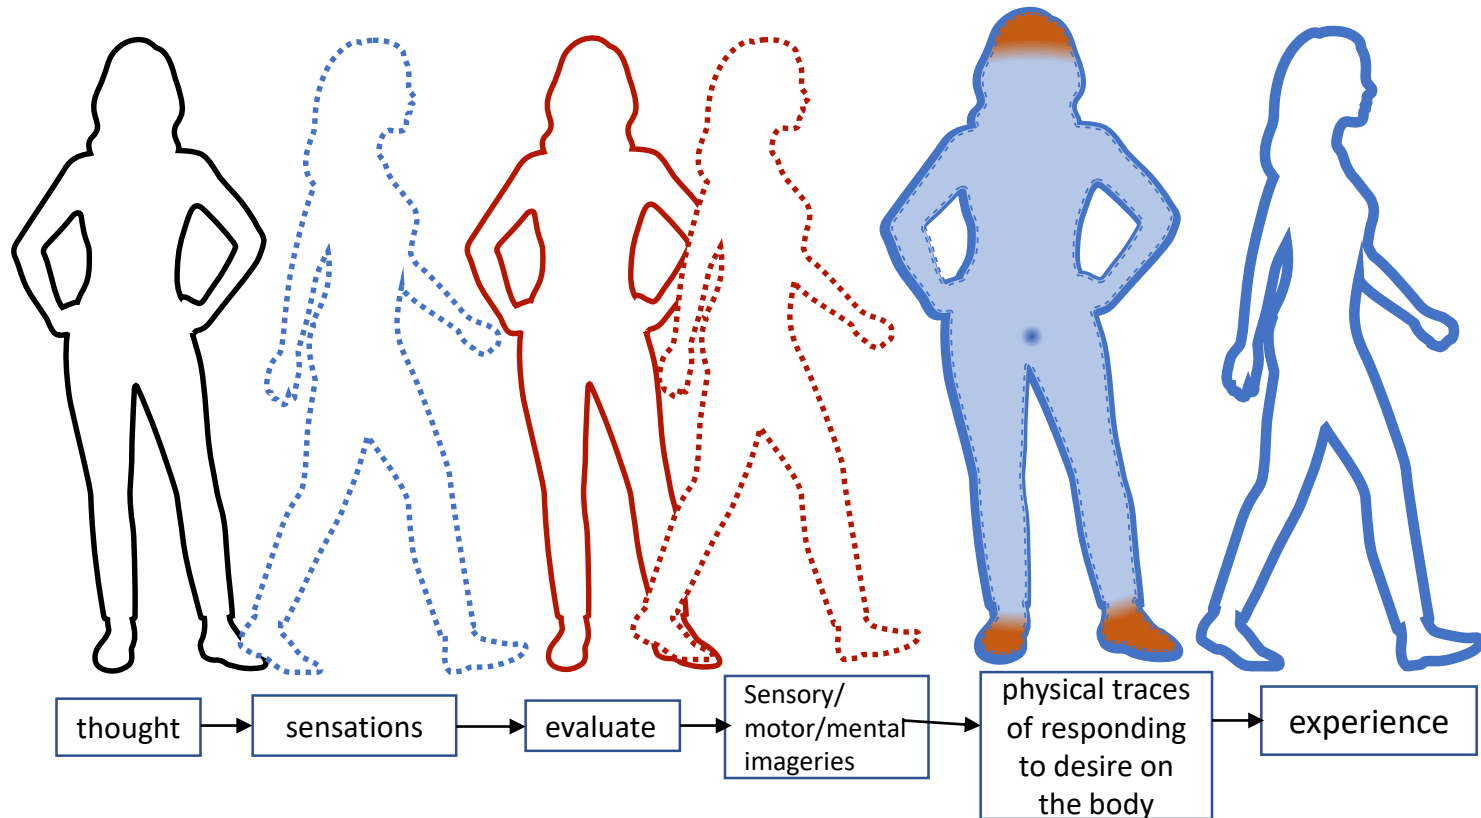 thought
sensations
evaluate
Sensory/
motor/mental
imageries
physical traces
of responding
to desire on
the body
experience